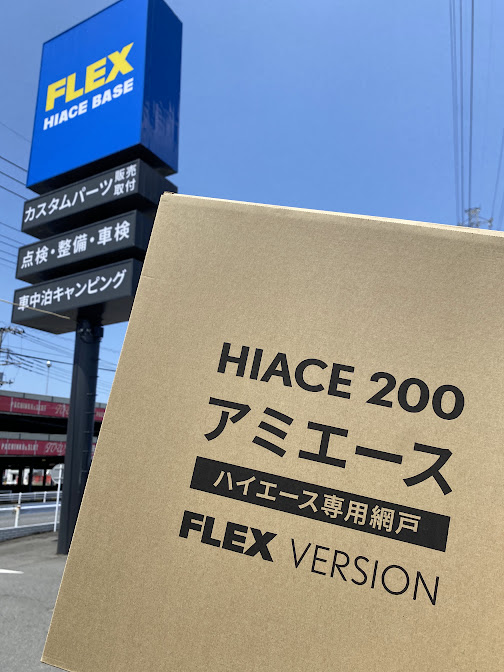 FLEX
HIACE BASE
カスタムパーツ 販売取付
点検・整備・車検
車中泊キャンピング
HIACE 200
アミエース
ハイエース専用網戸
FLEX VERSION